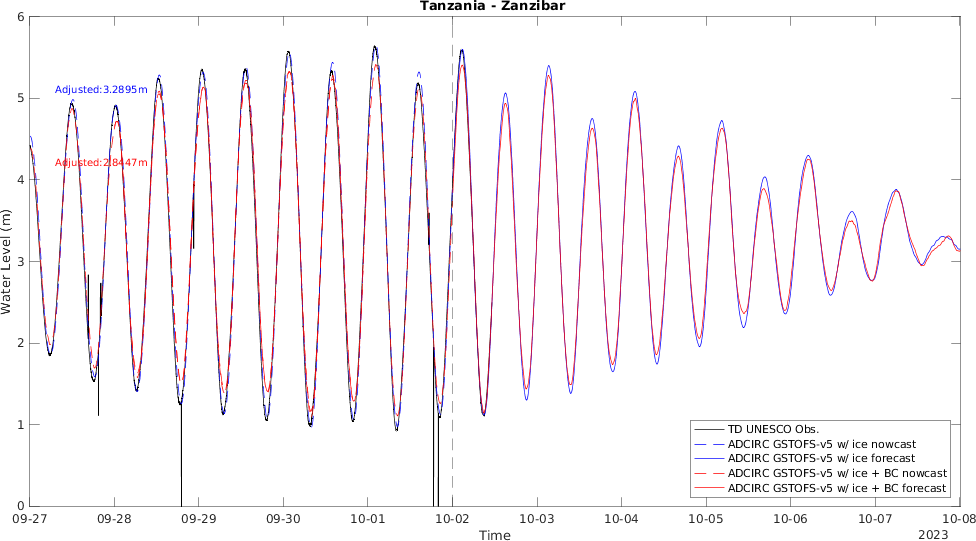 Tanzania - Zanzibar
6
5
4
3
2
1
0
Water Level (m)
Adjusted:3.2895m
Adjusted:2.8447m
TD UNESCO Obs.
ADCIRC GSTOFS-v5 w/ ice nowcast
ADCIRC GSTOFS-v5 w/ ice forecast
ADCIRC GSTOFS-v5 w/ ice + BC nowcast
ADCIRC GSTOFS-v5 w/ ice + BC forecast
09-27 09-28 09-29 09-30 10-01 10-02 10-03 10-04 10-05 10-06 10-07 10-08
Time
2023